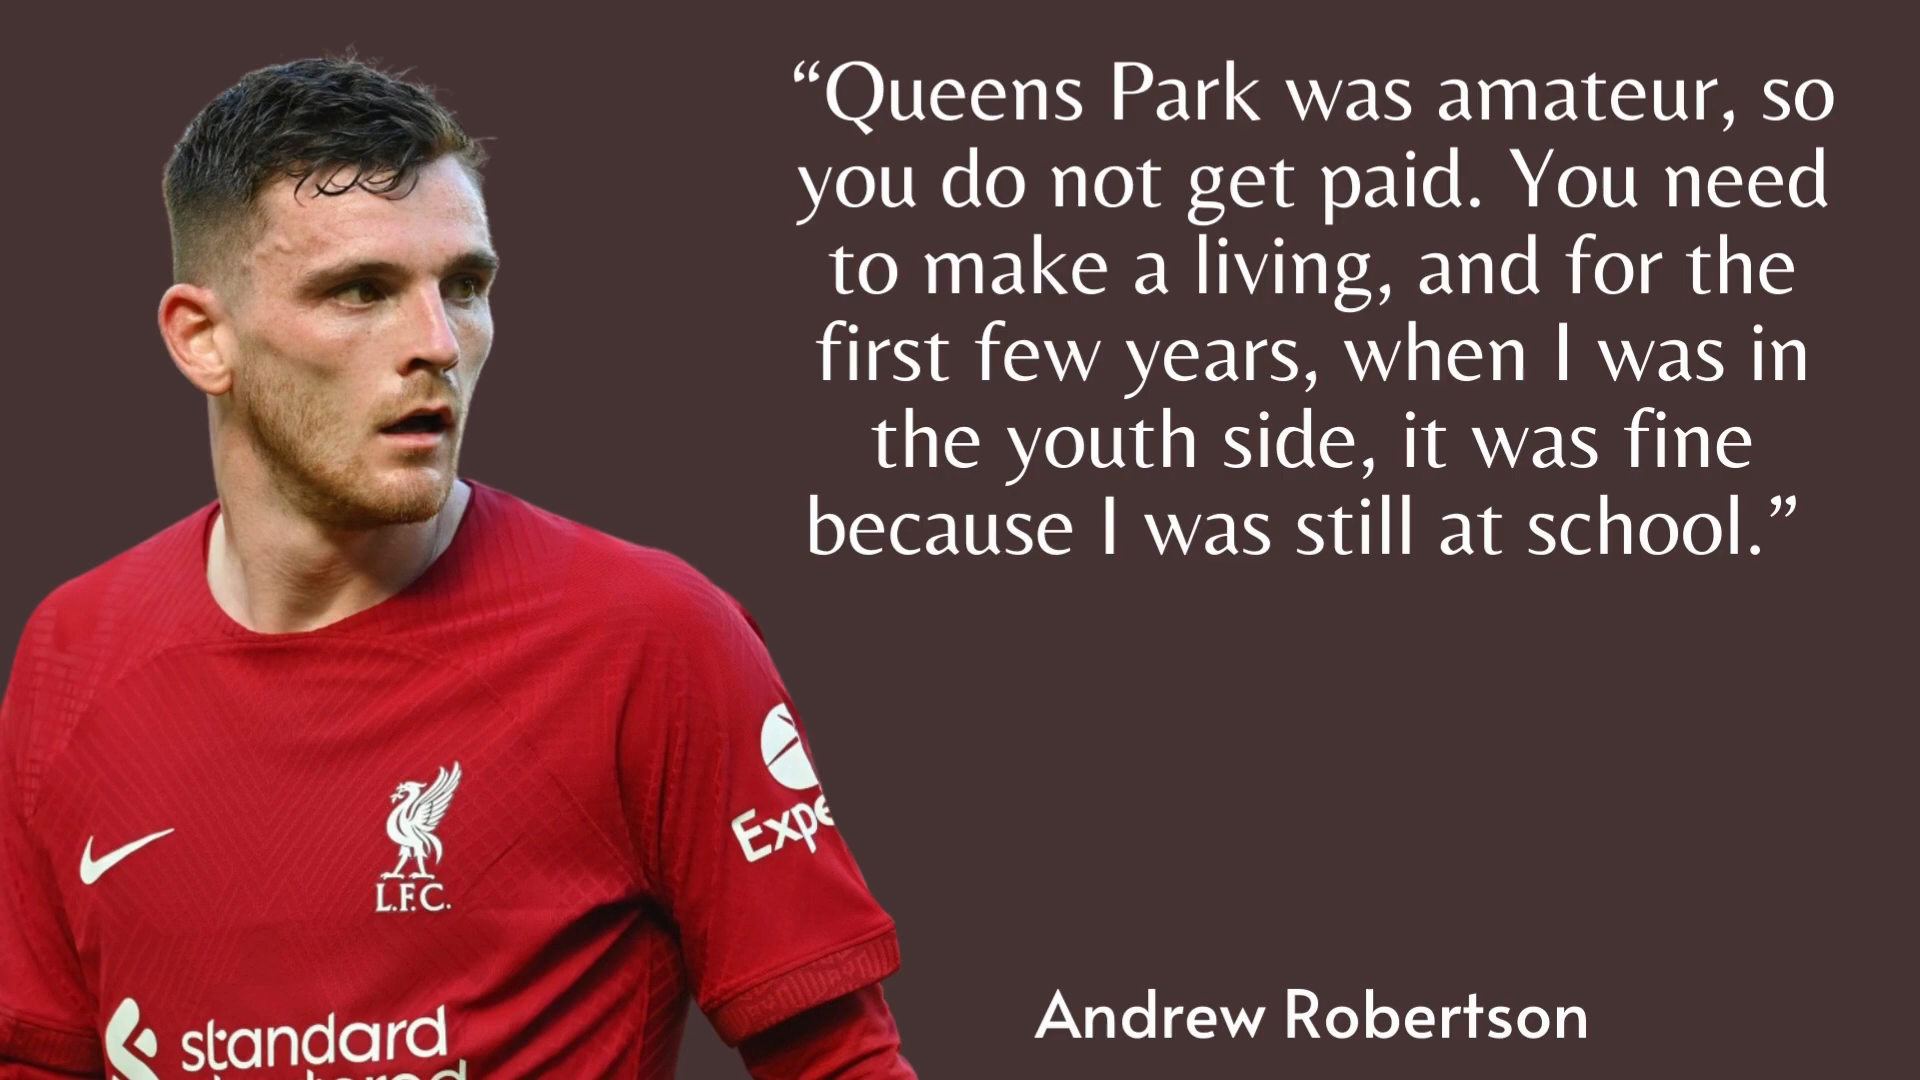 “Queens Park was amateur, so
you do not get paid. You need
to make a living, and for the
first few years, when I was in
the youth side, it was fine
because I was still at school.”
Expe
L.F.C.
standard
Andrew Robertson